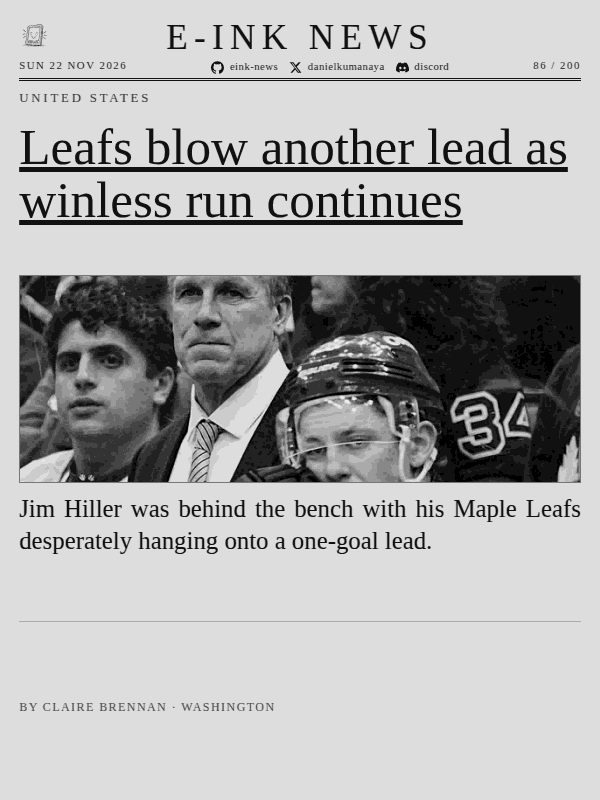 E-INK NEWS
SUN 22 NOV 2026
eink-news danielkumanaya discord
86 / 200
UNITED STATES
Leafs blow another lead as
winless run continues
BAUER
34
Jim Hiller was behind the bench with his Maple Leafs
desperately hanging onto a one-goal lead.
BY CLAIRE BRENNAN · WASHINGTON